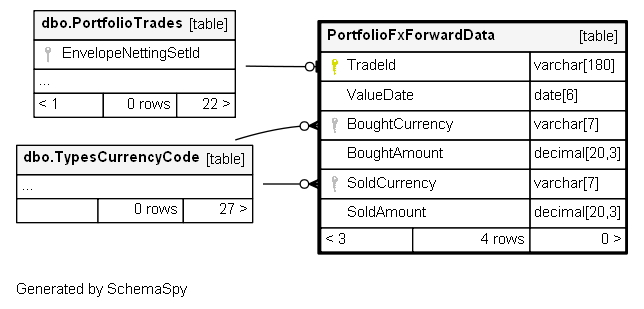 dbo.PortfolioTrades [table]
EnvelopeNettingSetId
...
< 1 0 rows 22 >
dbo.TypesCurrencyCode [table]
...
0 rows 27 >
PortfolioFxForwardData [table]
TradeId varchar[180]
ValueDate date[6]
BoughtCurrency varchar[7]
BoughtAmount decimal[20,3]
SoldCurrency varchar[7]
SoldAmount decimal[20,3]
< 3 4 rows 0 >
Generated by SchemaSpy